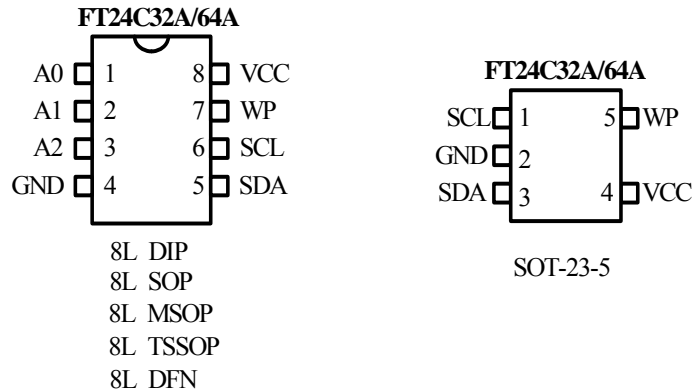 FT24C32A/64A
A0 1 8 VCC
A1 2 7 WP
A2 3 6 SCL
GND 4 5 SDA
8L DIP
8L SOP
8L MSOP
8L TSSOP
8L DFN
FT24C32A/64A
SCL 1 5 WP
GND 2
SDA 3 4 VCC
SOT-23-5